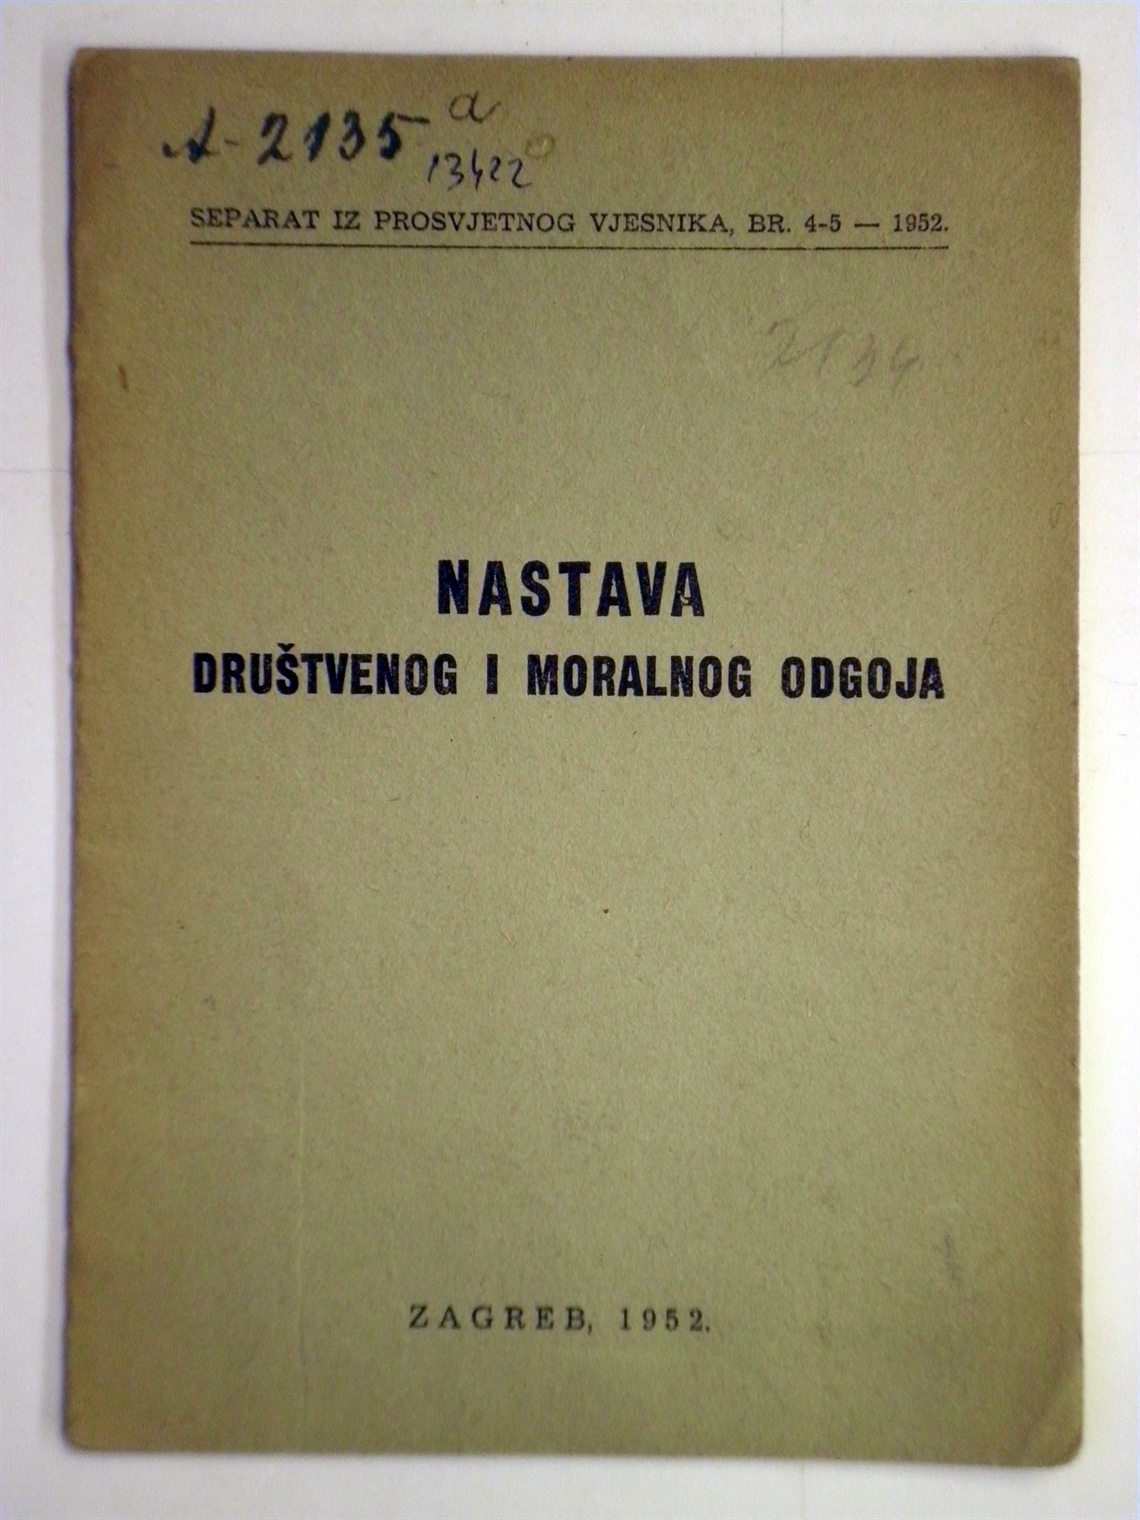 A-2135 a
13422
SEPARAT IZ PROSVJETNOG VJESNIKA, BR. 4-5 — 1952.
2134
NASTAVA
DRUŠTVENOG I MORALNOG ODGOJA
ZAGREB, 1952.